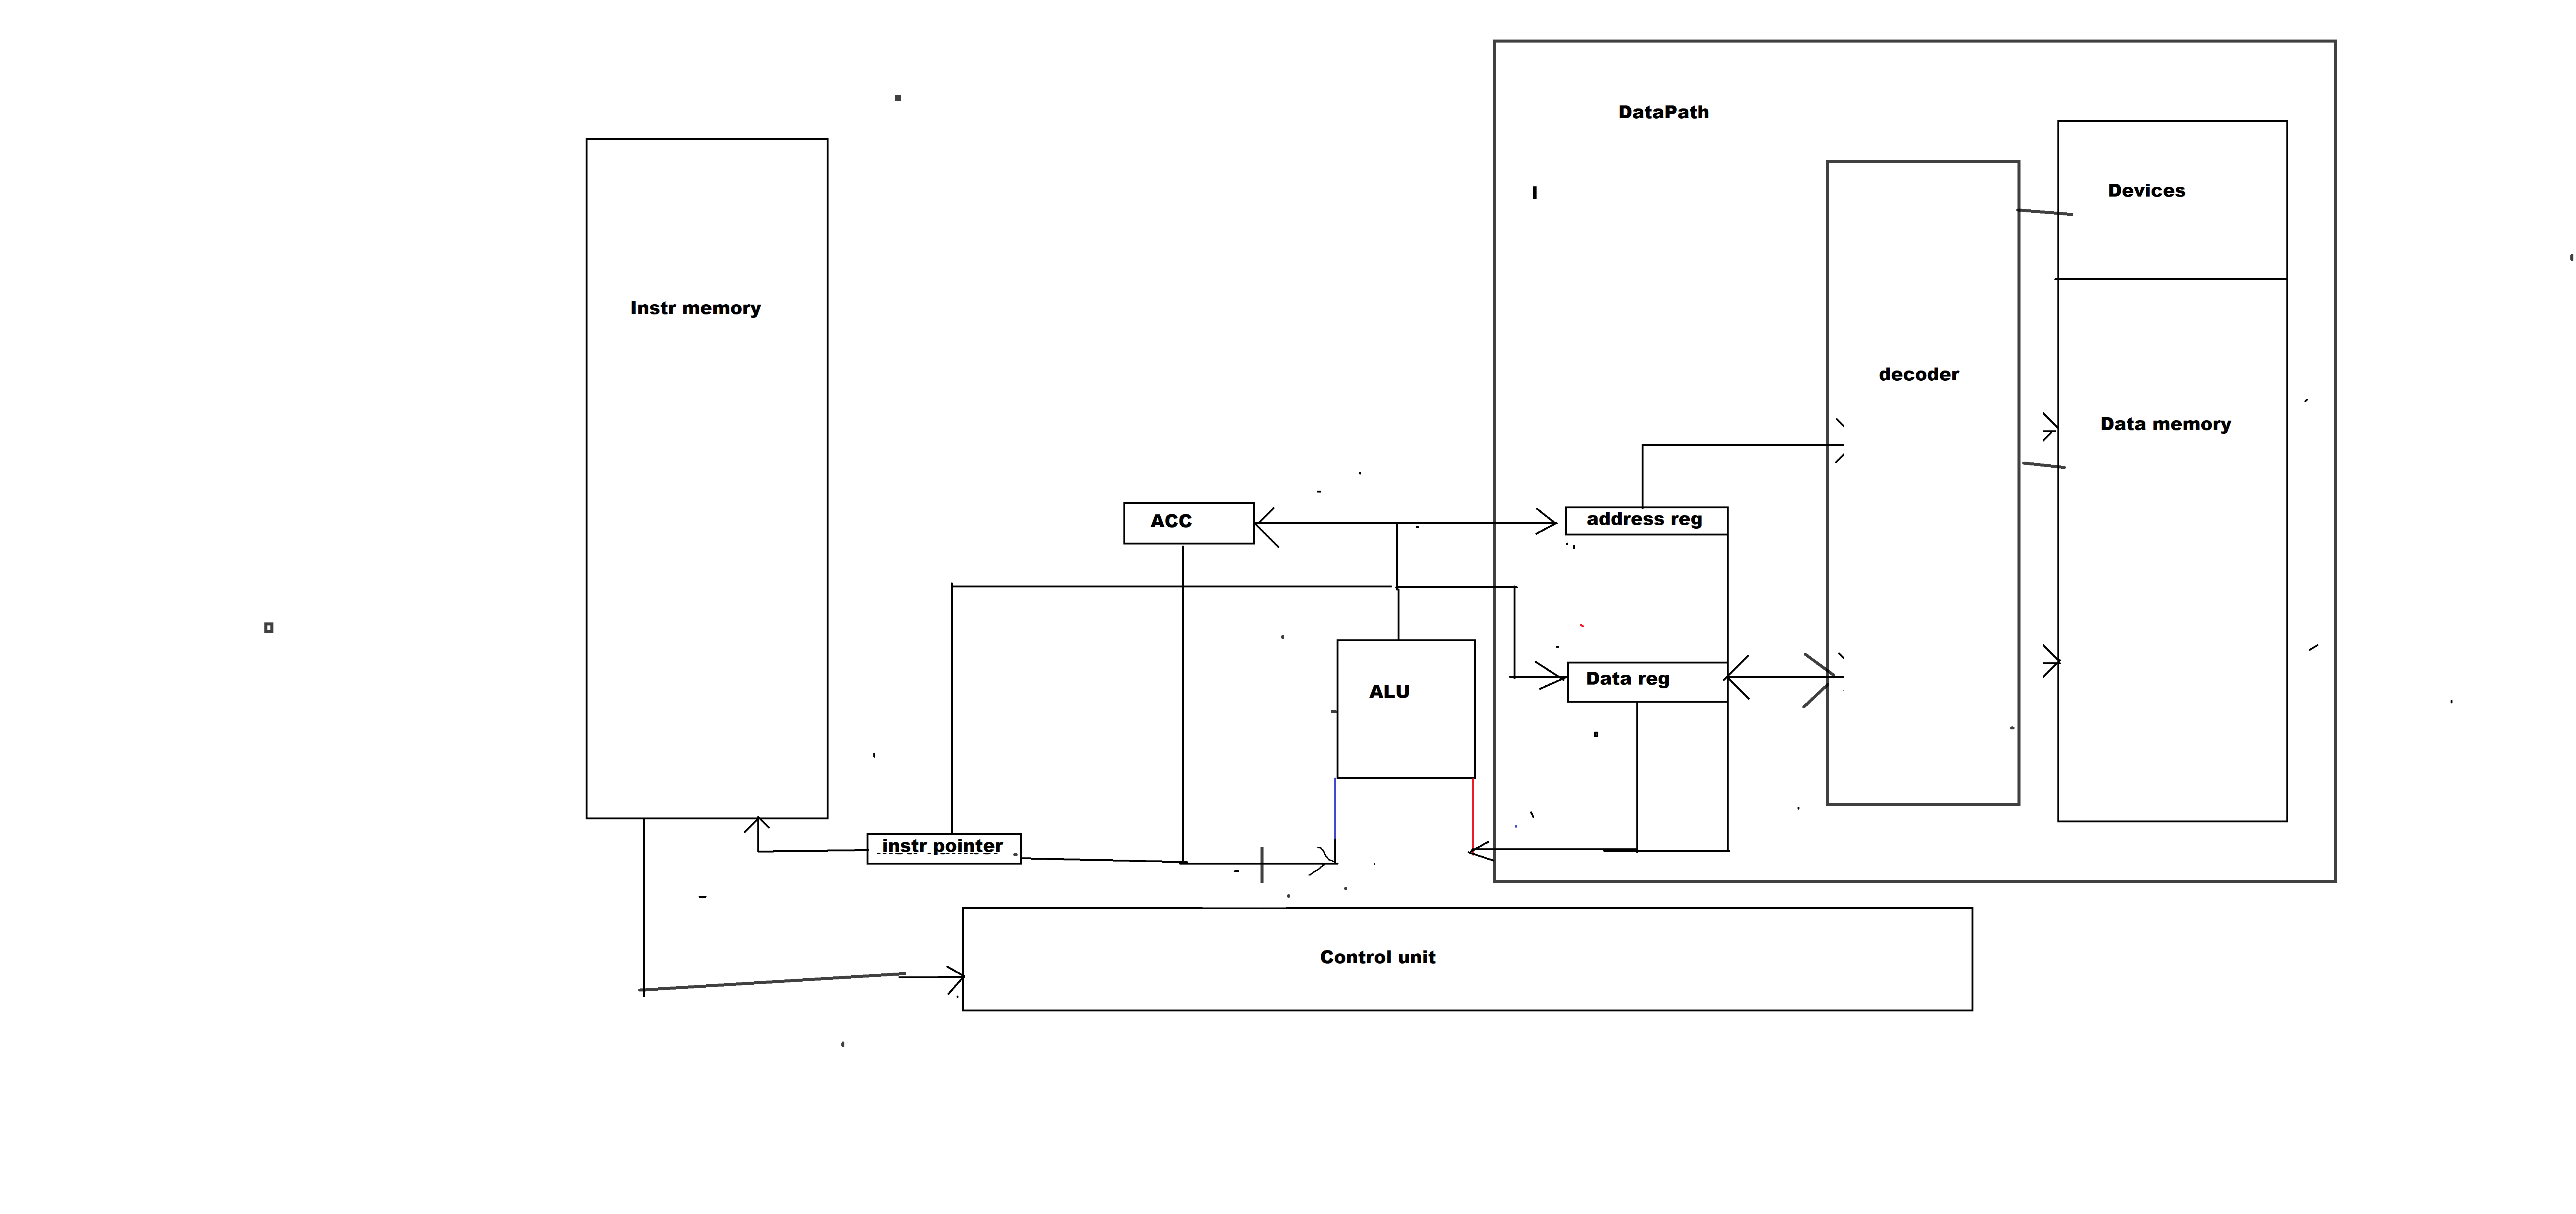 DataPath
Devices
Instr memory
decoder
Data memory
ACC
address reg
Data reg
ALU
instr pointer
Control unit